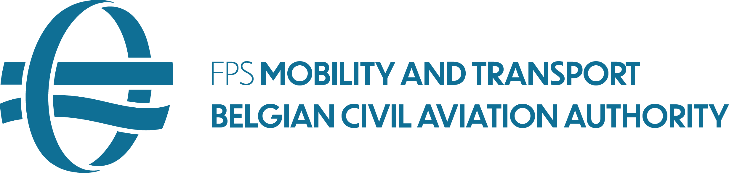 FPS MOBILITY AND TRANSPORT
BELGIAN CIVIL AVIATION AUTHORITY